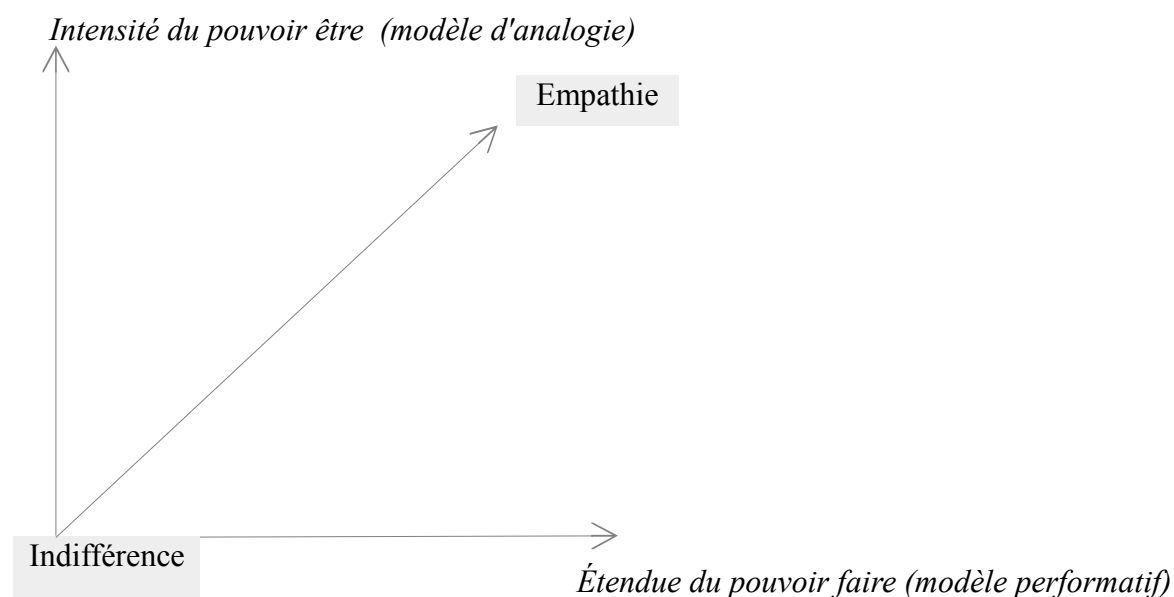 Intensité du pouvoir être (modèle d'analogie)
Empathie
Indifférence
Étendue du pouvoir faire (modèle performatif)